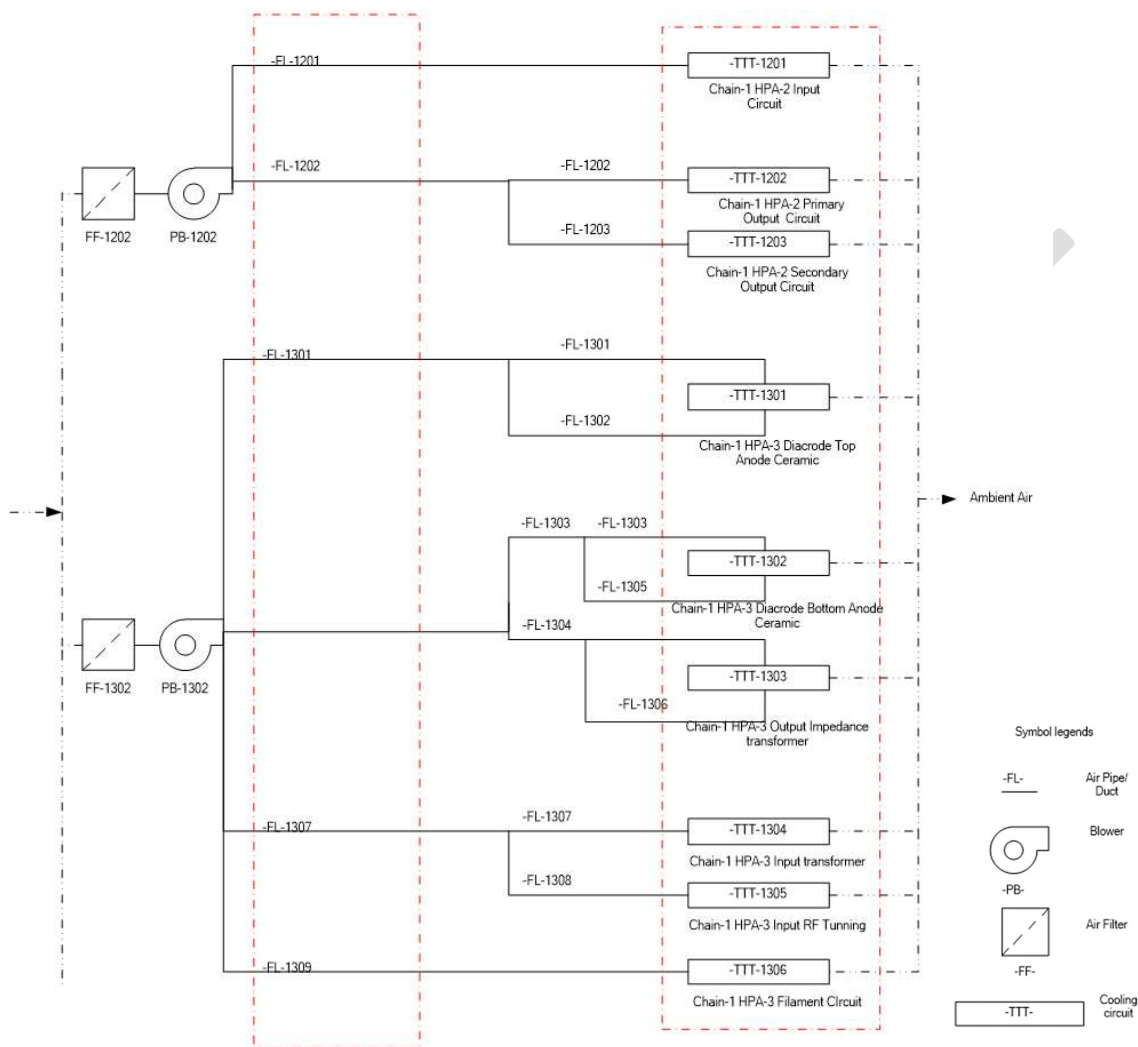 -FL-1201
-TTT-1201
Chain-1 HPA-2 Input
Circuit
-FL-1202
-FL-1202
-TTT-1202
Chain-1 HPA-2 Primary
Output Circuit
FF-1202
PB-1202
-FL-1203
-TTT-1203
Chain-1 HPA-2 Secondary
Output Circuit
-FL-1301
-FL-1301
-TTT-1301
-FL-1302
Chain-1 HPA-3 Diacrode Top
Anode Ceramic
Ambient Air
-FL-1303
-FL-1303
-TTT-1302
-FL-1305
Chain-1 HPA-3 Diacrode Bottom Anode
Ceramic
-FL-1304
FF-1302
PB-1302
-TTT-1303
-FL-1306
Chain-1 HPA-3 Output Impedance
transformer
-FL-1307
-FL-1307
-TTT-1304
Chain-1 HPA-3 Input transformer
-FL-1308
-TTT-1305
Chain-1 HPA-3 Input RF Tunning
-FL-1309
-TTT-1306
Chain-1 HPA-3 Filament CIrcuit
Symbol legends
-FL-
Air Pipe/
Duct
Blower
-PB-
Air Filter
-FF-
-TTT-
Cooling
circuit